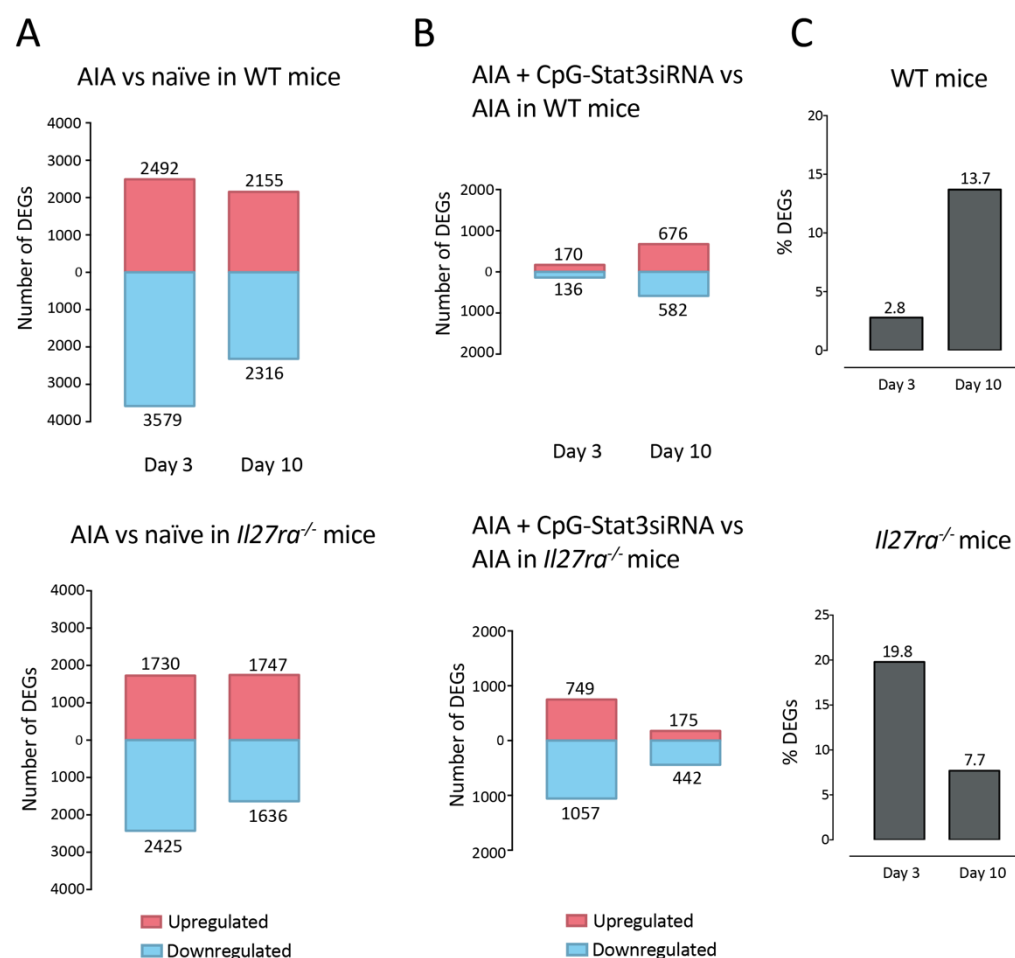 A
AIA vs naïve in WT mice
Number of DEGs
4000
3000
2000
1000
0
1000
2000
3000
4000
2492
2155
3579
2316
Day 3
Day 10
B
AIA + CpG-Stat3siRNA vs
AIA in WT mice
Number of DEGs
2000
1000
0
1000
2000
170
676
136
582
Day 3
Day 10
C
WT mice
% DEGs
20
15
10
5
0
2.8
13.7
Day 3
Day 10
AIA vs naïve in Il27ra-/- mice
Number of DEGs
4000
3000
2000
1000
0
1000
2000
3000
4000
1730
1747
2425
1636
Upregulated
Downregulated
AIA + CpG-Stat3siRNA vs
AIA in Il27ra-/- mice
Number of DEGs
2000
1000
0
1000
2000
749
175
1057
442
Upregulated
Downregulated
Il27ra-/- mice
% DEGs
25
20
15
10
5
0
19.8
7.7
Day 3
Day 10